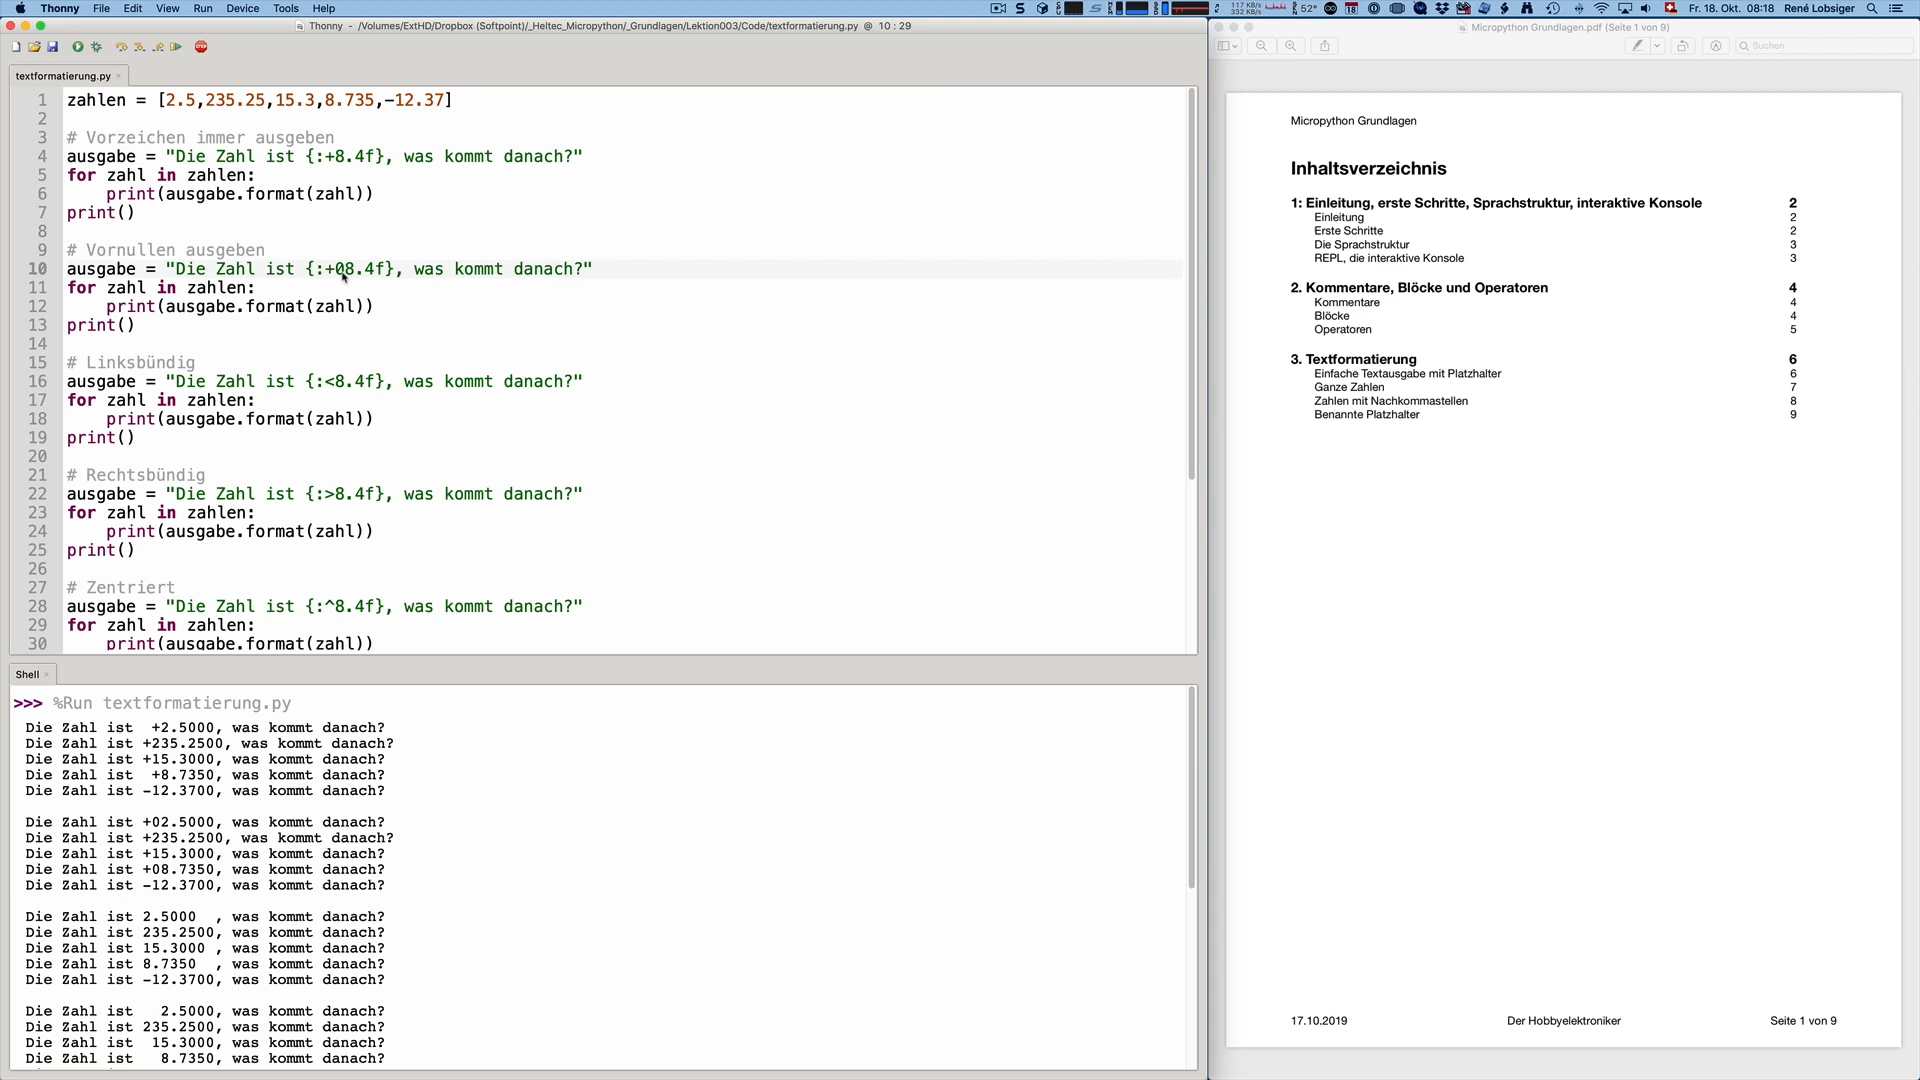 Thonny File Edit View Run Device Tools Help
117 KB/s
332 KB/s
52° 18 Fr. 18. Okt. 08:18 René Lobsiger
Thonny - /Volumes/ExtHD/Dropbox (Softpoint)/_Heltec_Micropython/_Grundlagen/Lektion003/Code/textformatierung.py @ 10 : 29
textformatierung.py ×
1 zahlen = [2.5,235.25,15.3,8.735,-12.37]
2
3 # Vorzeichen immer ausgeben
4 ausgabe = "Die Zahl ist {:+8.4f}, was kommt danach?"
5 for zahl in zahlen:
6     print(ausgabe.format(zahl))
7 print()
8
9 # Vornullen ausgeben
10 ausgabe = "Die Zahl ist {:+08.4f}, was kommt danach?"
11 for zahl in zahlen:
12     print(ausgabe.format(zahl))
13 print()
14
15 # Linksbündig
16 ausgabe = "Die Zahl ist {:<8.4f}, was kommt danach?"
17 for zahl in zahlen:
18     print(ausgabe.format(zahl))
19 print()
20
21 # Rechtsbündig
22 ausgabe = "Die Zahl ist {:>8.4f}, was kommt danach?"
23 for zahl in zahlen:
24     print(ausgabe.format(zahl))
25 print()
26
27 # Zentriert
28 ausgabe = "Die Zahl ist {:^8.4f}, was kommt danach?"
29 for zahl in zahlen:
30     print(ausgabe.format(zahl))
Shell ×
>>> %Run textformatierung.py
Die Zahl ist  +2.5000, was kommt danach?
Die Zahl ist +235.2500, was kommt danach?
Die Zahl ist +15.3000, was kommt danach?
Die Zahl ist  +8.7350, was kommt danach?
Die Zahl ist -12.3700, was kommt danach?
Die Zahl ist +02.5000, was kommt danach?
Die Zahl ist +235.2500, was kommt danach?
Die Zahl ist +15.3000, was kommt danach?
Die Zahl ist +08.7350, was kommt danach?
Die Zahl ist -12.3700, was kommt danach?
Die Zahl ist 2.5000  , was kommt danach?
Die Zahl ist 235.2500, was kommt danach?
Die Zahl ist 15.3000 , was kommt danach?
Die Zahl ist 8.7350  , was kommt danach?
Die Zahl ist -12.3700, was kommt danach?
Die Zahl ist   2.5000, was kommt danach?
Die Zahl ist 235.2500, was kommt danach?
Die Zahl ist  15.3000, was kommt danach?
Die Zahl ist   8.7350, was kommt danach?
Micropython Grundlagen.pdf (Seite 1 von 9)
Suchen
Micropython Grundlagen
Inhaltsverzeichnis
1: Einleitung, erste Schritte, Sprachstruktur, interaktive Konsole 2
Einleitung 2
Erste Schritte 2
Die Sprachstruktur 3
REPL, die interaktive Konsole 3
2. Kommentare, Blöcke und Operatoren 4
Kommentare 4
Blöcke 4
Operatoren 5
3. Textformatierung 6
Einfache Textausgabe mit Platzhalter 6
Ganze Zahlen 7
Zahlen mit Nachkommastellen 8
Benannte Platzhalter 9
17.10.2019 Der Hobbyelektroniker Seite 1 von 9